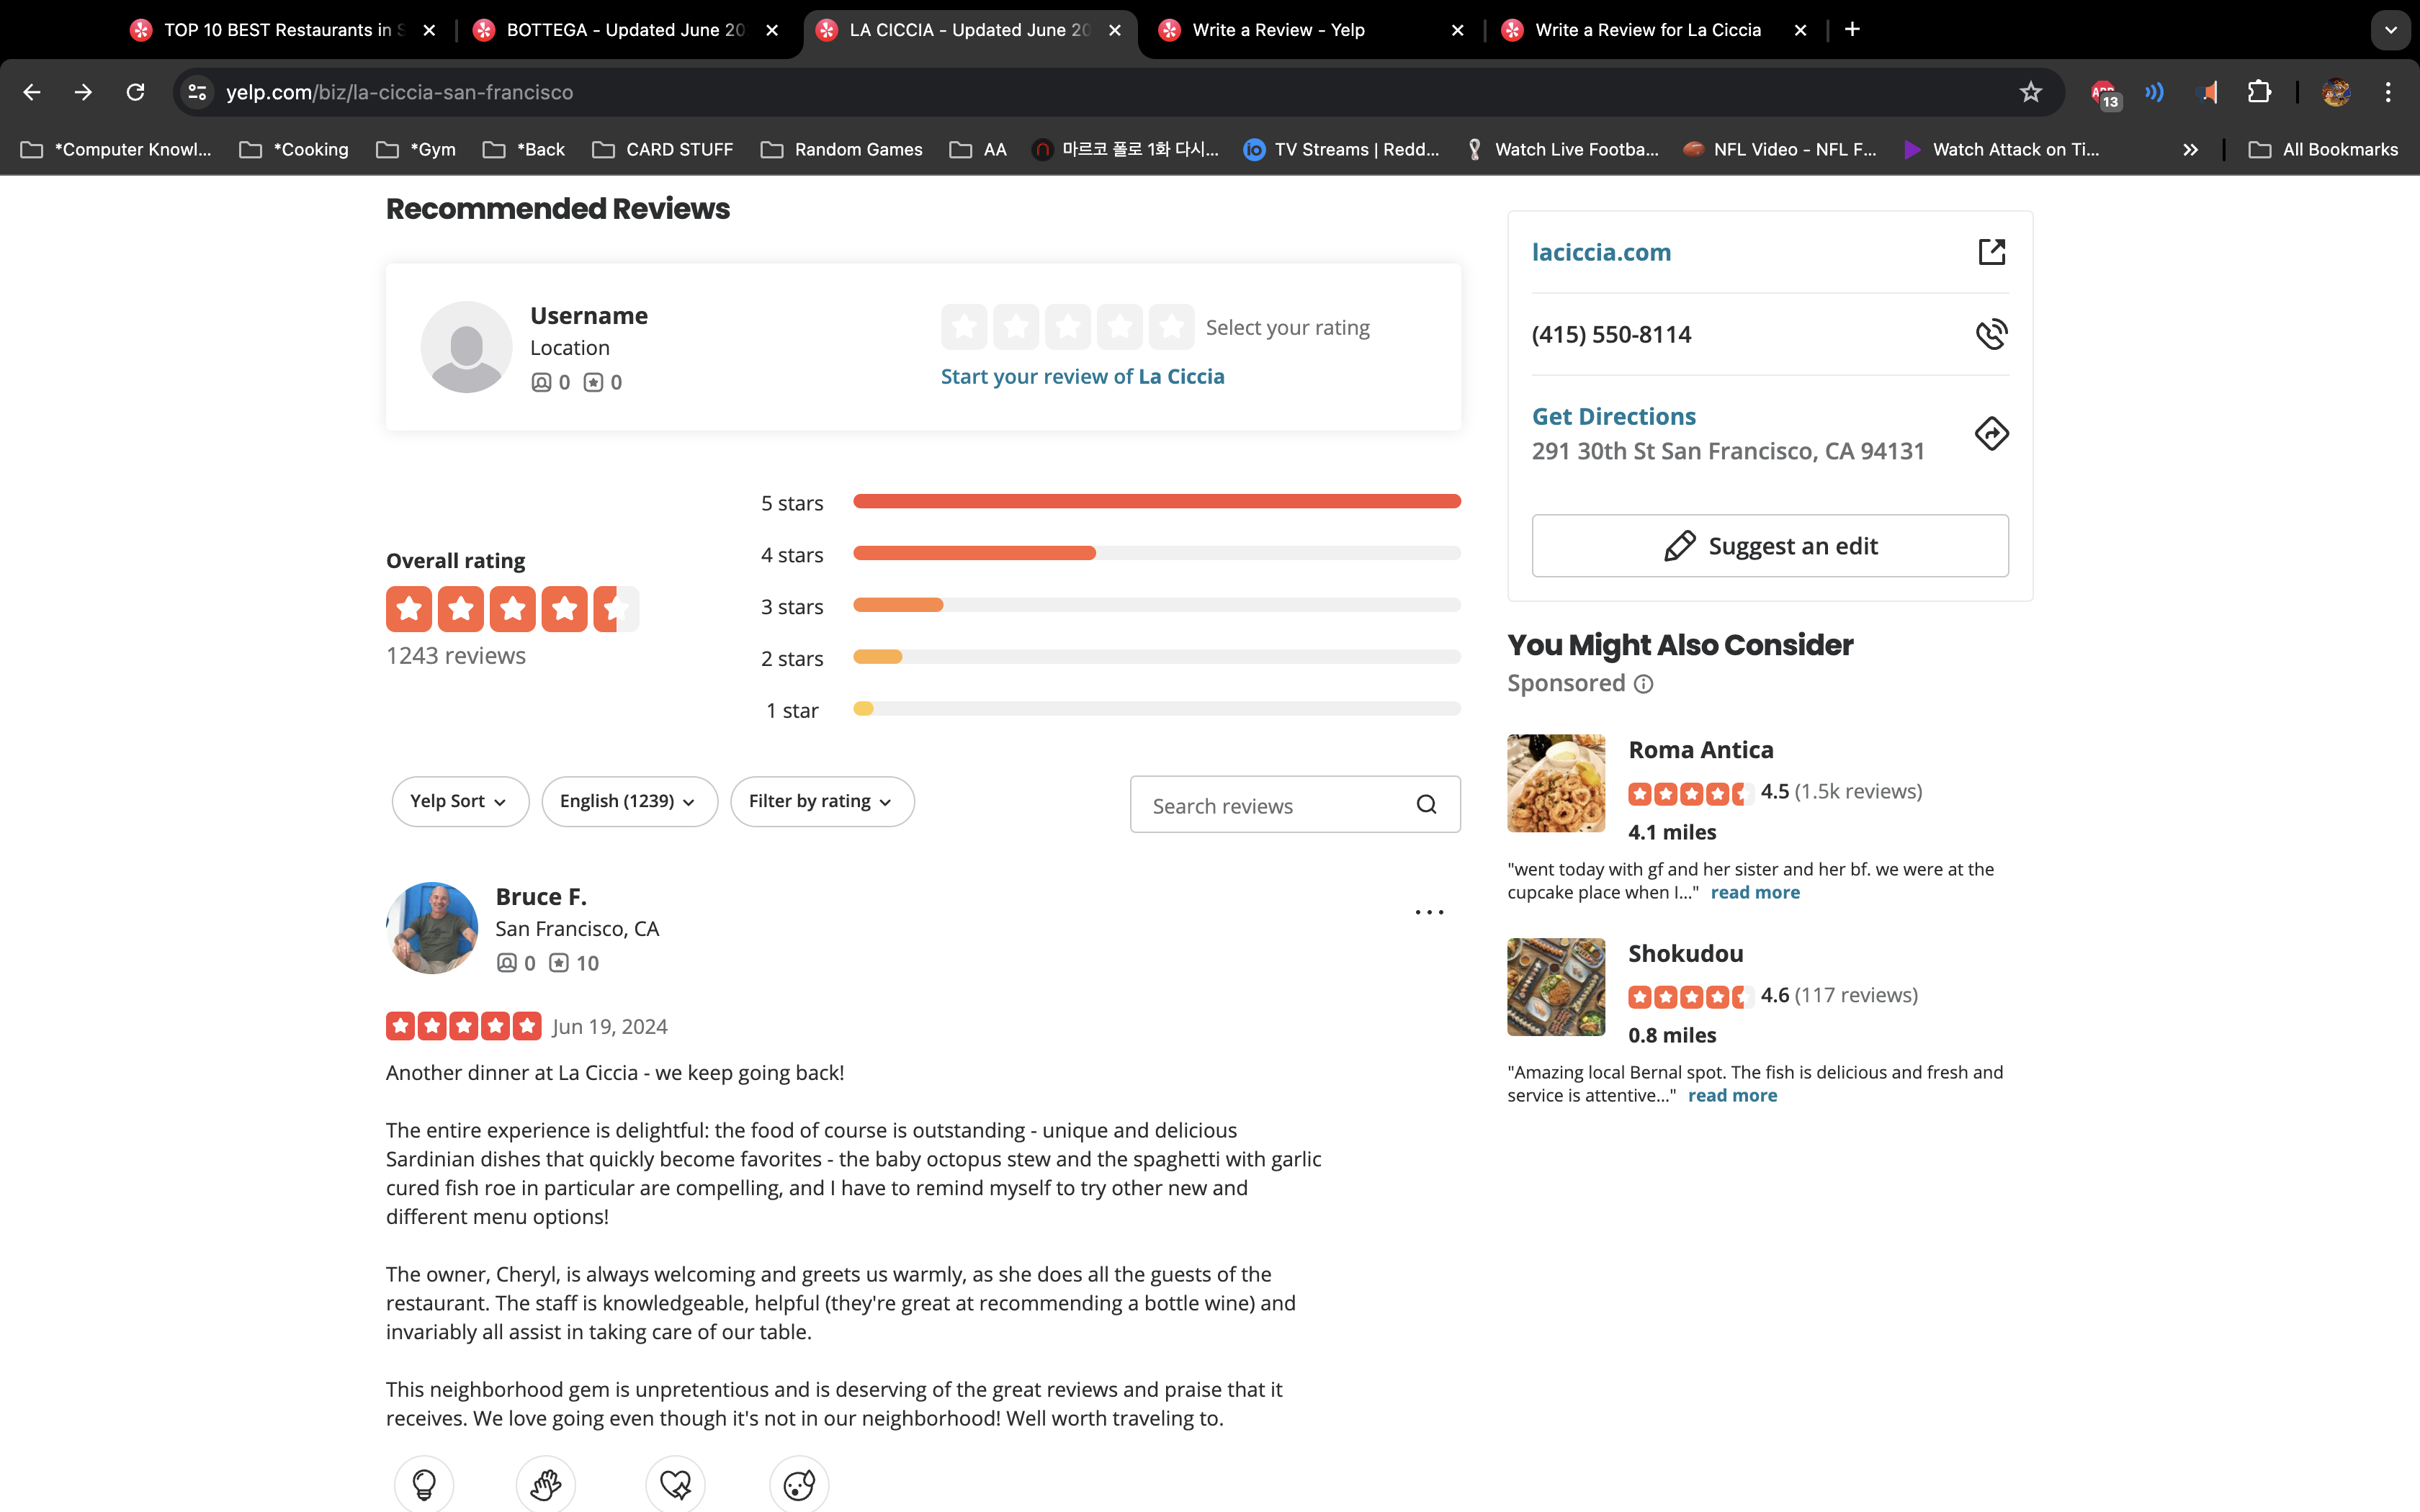 TOP 10 BEST Restaurants in S
BOTTEGA - Updated June 20
LA CICCIA - Updated June 20
Write a Review - Yelp
Write a Review for La Ciccia
yelp.com/biz/la-ciccia-san-francisco
13
*Computer Knowl...
*Cooking
*Gym
*Back
CARD STUFF
Random Games
AA
마르코 폴로 1화 다시...
TV Streams | Redd...
Watch Live Footba...
NFL Video - NFL F...
Watch Attack on Ti...
All Bookmarks
Recommended Reviews
Username
Location
0 0
Select your rating
Start your review of La Ciccia
Overall rating
1243 reviews
5 stars
4 stars
3 stars
2 stars
1 star
Yelp Sort
English (1239)
Filter by rating
Search reviews
Bruce F.
San Francisco, CA
0 10
Jun 19, 2024
Another dinner at La Ciccia - we keep going back!
The entire experience is delightful: the food of course is outstanding - unique and delicious
Sardinian dishes that quickly become favorites - the baby octopus stew and the spaghetti with garlic
cured fish roe in particular are compelling, and I have to remind myself to try other new and
different menu options!
The owner, Cheryl, is always welcoming and greets us warmly, as she does all the guests of the
restaurant. The staff is knowledgeable, helpful (they're great at recommending a bottle wine) and
invariably all assist in taking care of our table.
This neighborhood gem is unpretentious and is deserving of the great reviews and praise that it
receives. We love going even though it's not in our neighborhood! Well worth traveling to.
laciccia.com
(415) 550-8114
Get Directions
291 30th St San Francisco, CA 94131
Suggest an edit
You Might Also Consider
Sponsored
Roma Antica
4.5 (1.5k reviews)
4.1 miles
"went today with gf and her sister and her bf. we were at the
cupcake place when I..." read more
Shokudou
4.6 (117 reviews)
0.8 miles
"Amazing local Bernal spot. The fish is delicious and fresh and
service is attentive..." read more